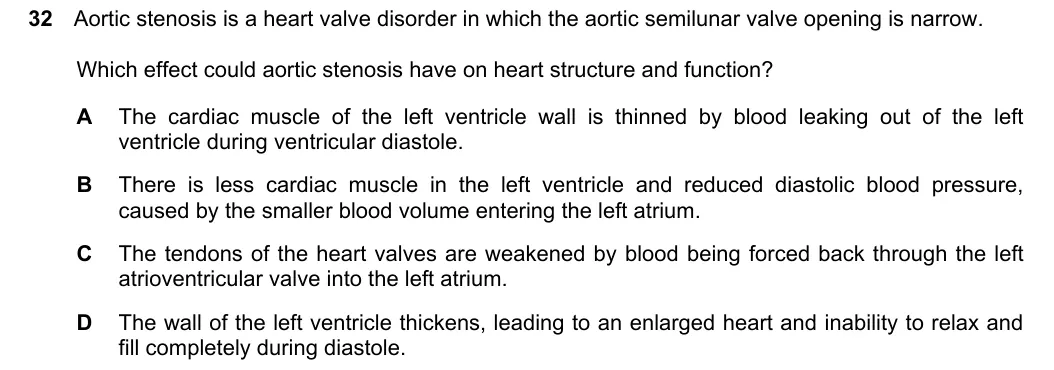 32 Aortic stenosis is a heart valve disorder in which the aortic semilunar valve opening is narrow.
Which effect could aortic stenosis have on heart structure and function?
A The cardiac muscle of the left ventricle wall is thinned by blood leaking out of the left
ventricle during ventricular diastole.
B There is less cardiac muscle in the left ventricle and reduced diastolic blood pressure,
caused by the smaller blood volume entering the left atrium.
C The tendons of the heart valves are weakened by blood being forced back through the left
atrioventricular valve into the left atrium.
D The wall of the left ventricle thickens, leading to an enlarged heart and inability to relax and
fill completely during diastole.